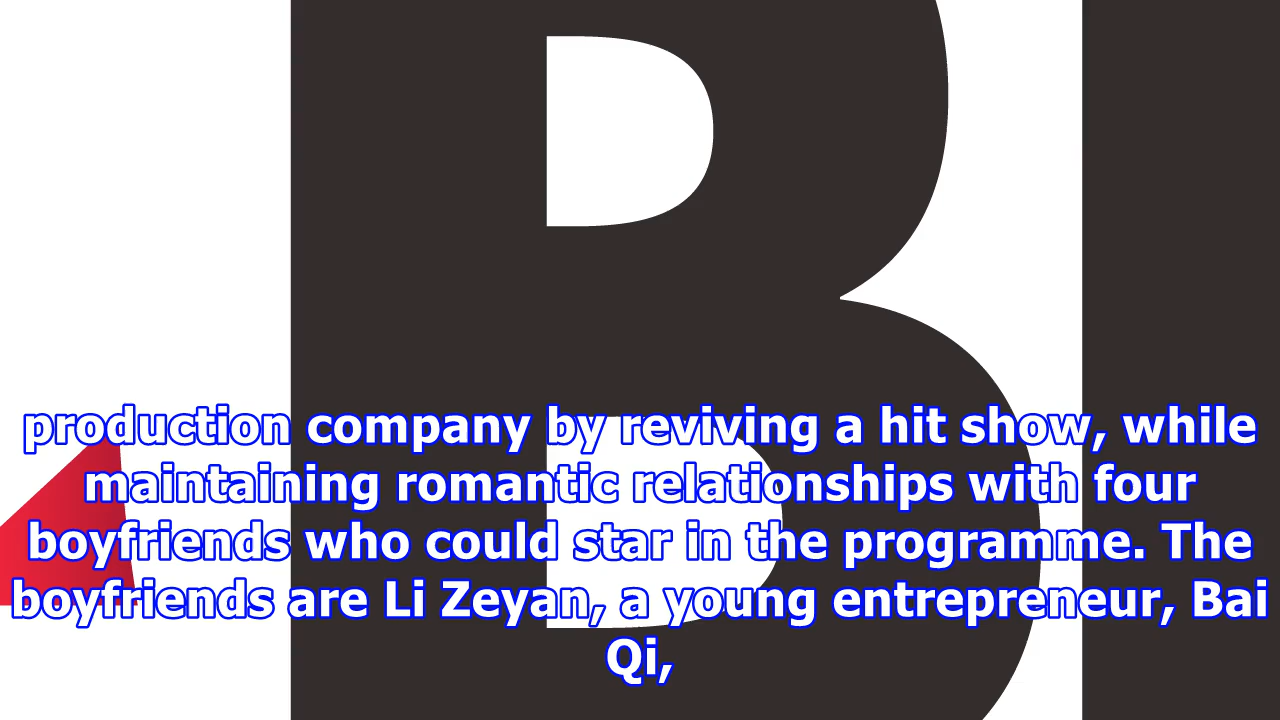 B
production company by reviving a hit show, while
maintaining romantic relationships with four
boyfriends who could star in the programme. The
boyfriends are Li Zeyan, a young entrepreneur, Bai
Qi,